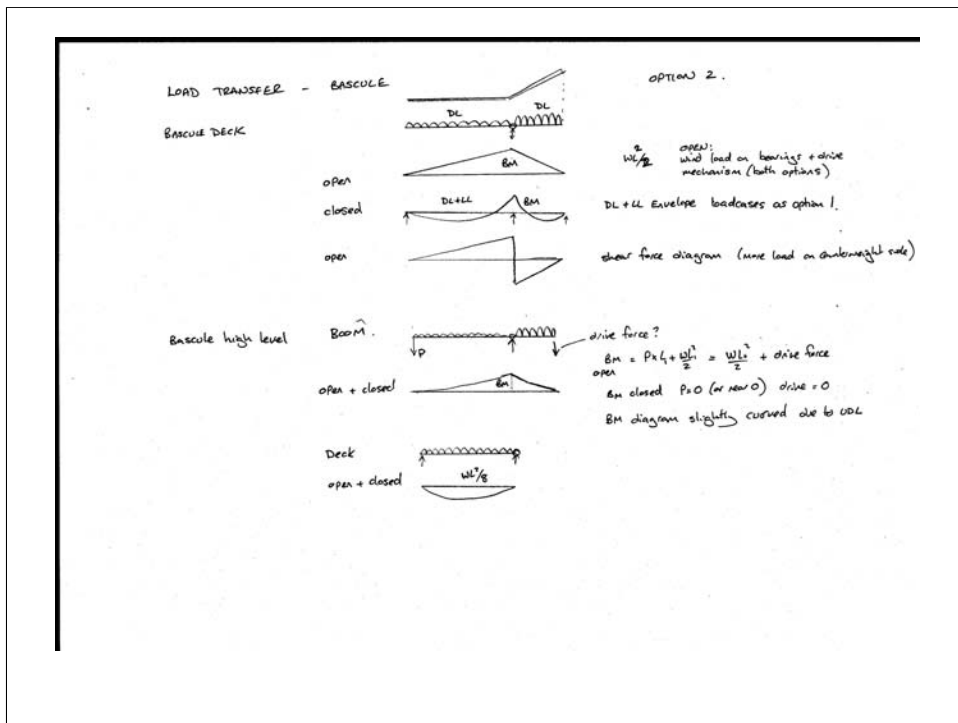 LOAD TRANSFER - BASCULE
OPTION 2.
DL DL
BASCULE DECK
BM
open
WL²/2
OPEN:
wind load on bearings + drive
mechanism (both options)
DL+LL BM
closed
DL + LL Envelope loadcases as option 1.
open
shear force diagram (more load on counterweight side)
Bascule high level BOOM.
drive force?
P
BM open = P x L₁ + WL₁²/2 = WL₂²/2 + drive force
open + closed
BM
BM closed P=0 (or near 0) drive = 0
BM diagram slightly curved due to UDL
Deck
open + closed
WL²/8